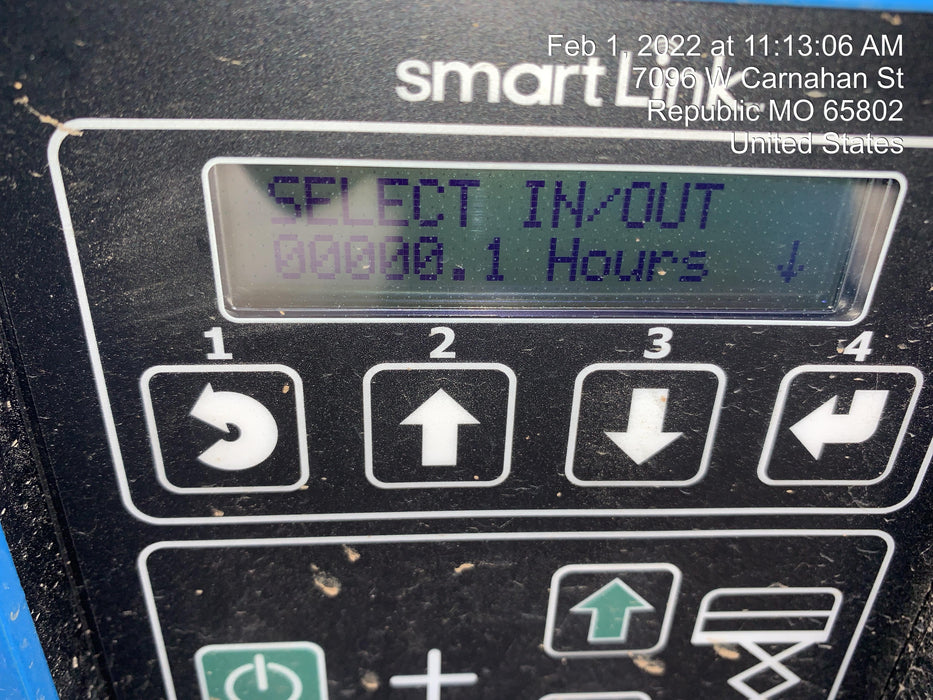 Feb 1, 2022 at 11:13:06 AM
smart Link
7096 W Carnahan St
Republic MO 65802
United States
SELECT IN/OUT
00000.1 Hours ↓
1 2 3 4